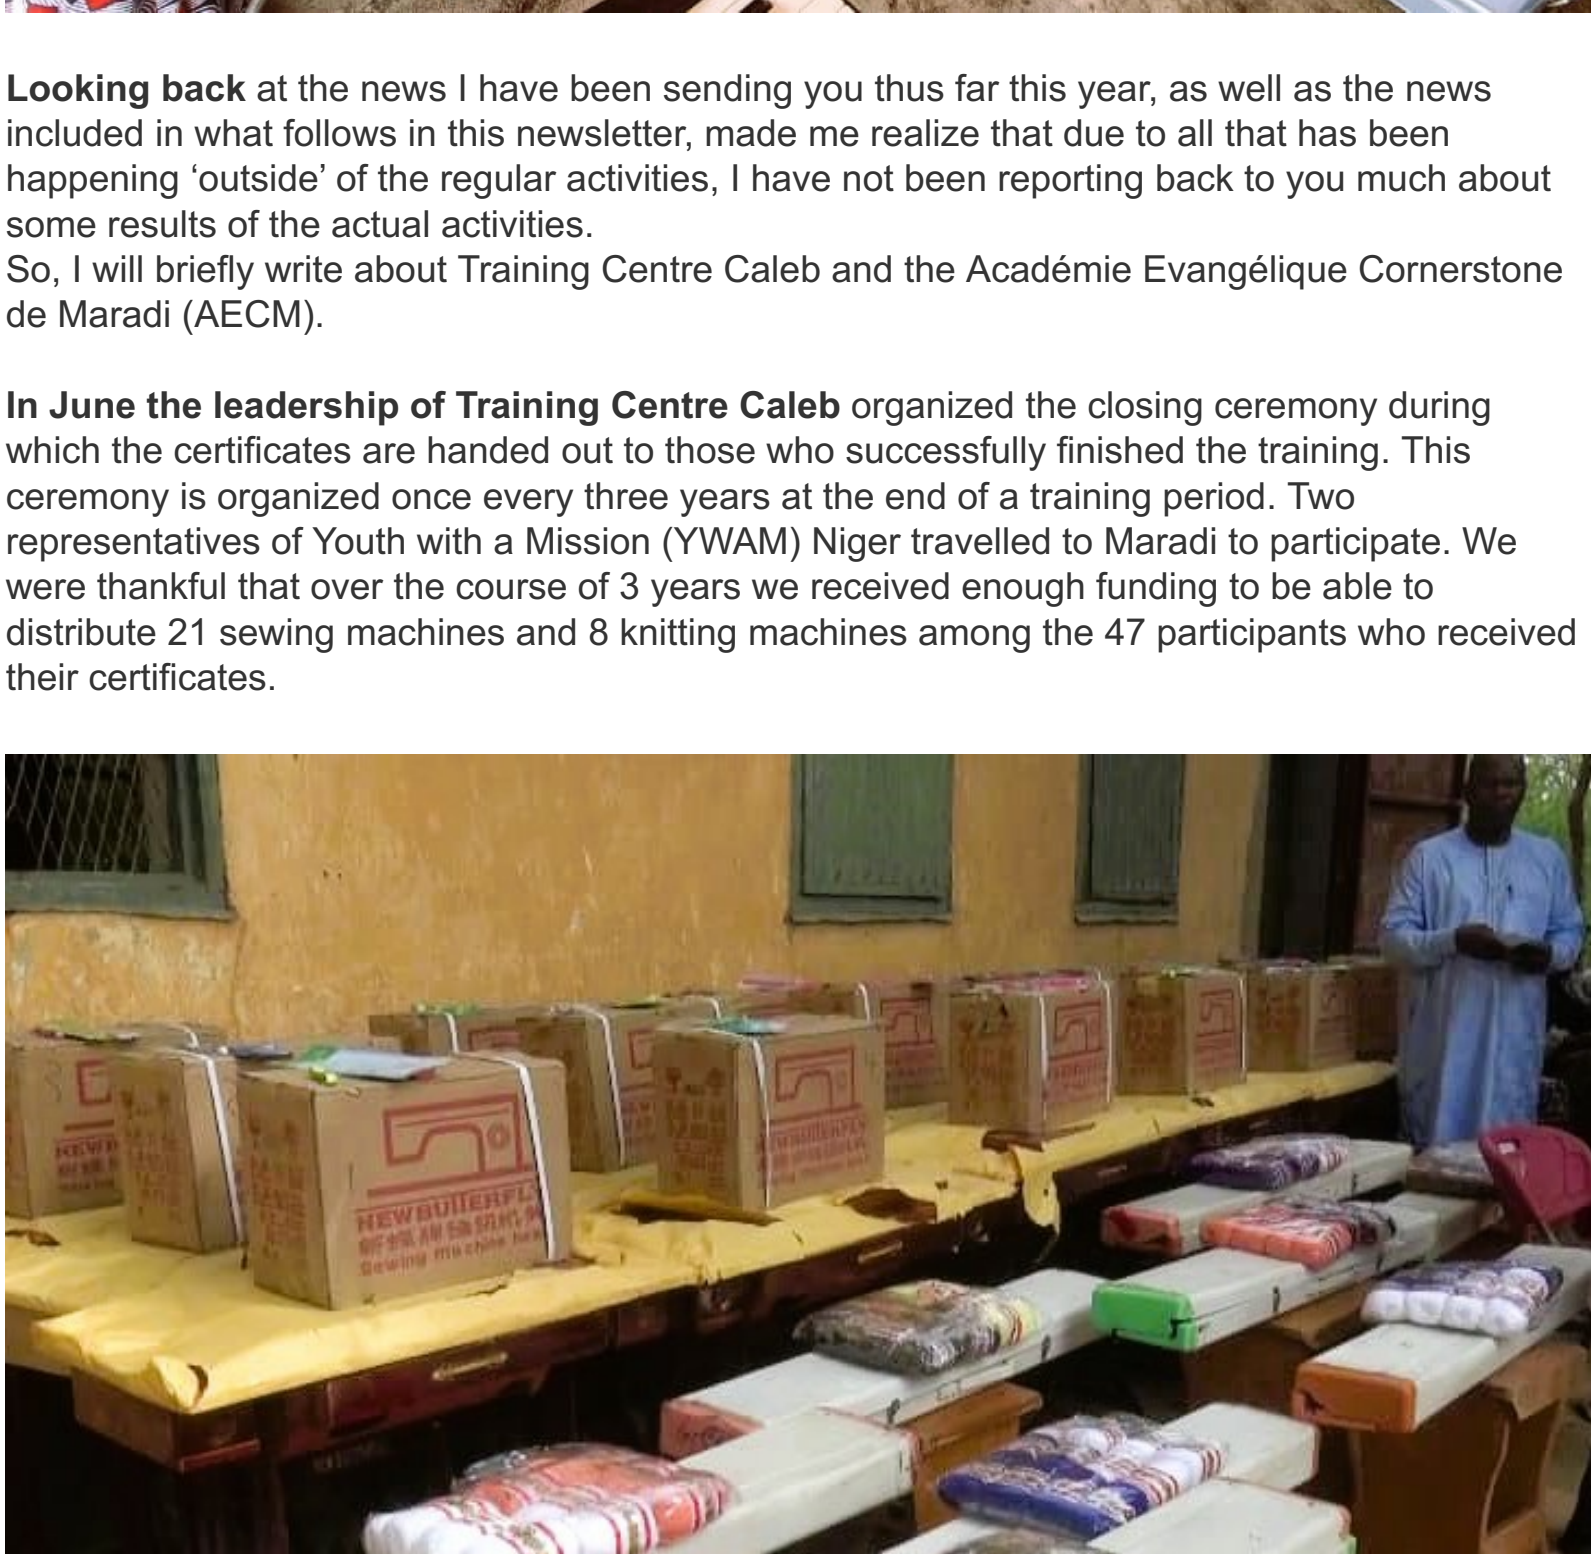 Looking back at the news I have been sending you thus far this year, as well as the news
included in what follows in this newsletter, made me realize that due to all that has been
happening ‘outside’ of the regular activities, I have not been reporting back to you much about
some results of the actual activities.
So, I will briefly write about Training Centre Caleb and the Académie Evangélique Cornerstone
de Maradi (AECM).
In June the leadership of Training Centre Caleb organized the closing ceremony during
which the certificates are handed out to those who successfully finished the training. This
ceremony is organized once every three years at the end of a training period. Two
representatives of Youth with a Mission (YWAM) Niger travelled to Maradi to participate. We
were thankful that over the course of 3 years we received enough funding to be able to
distribute 21 sewing machines and 8 knitting machines among the 47 participants who received
their certificates.
NEW BUTTERFLY
Sewing machine